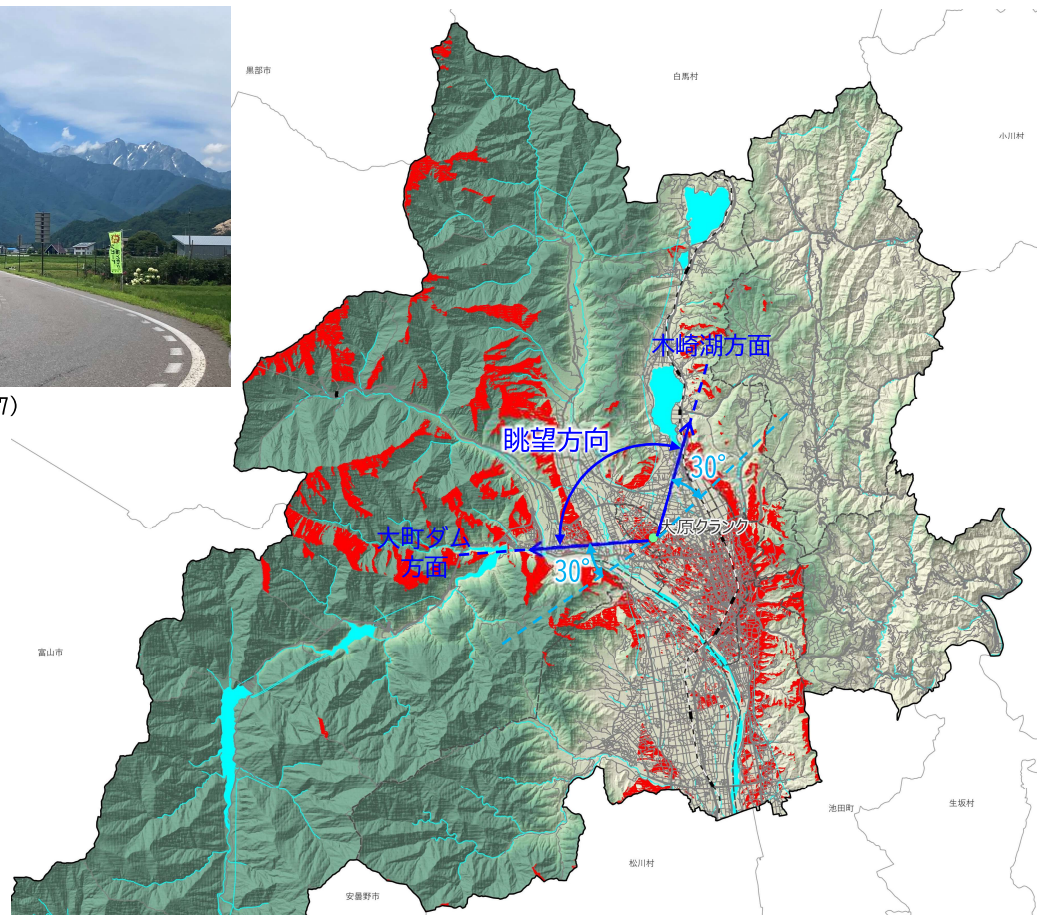 7)
黒部市
白馬村
小川村
木崎湖方面
眺望方向
30°
大原クランク
大町ダム
方面
30°
富山市
池田町
生坂村
松川村
安曇野市